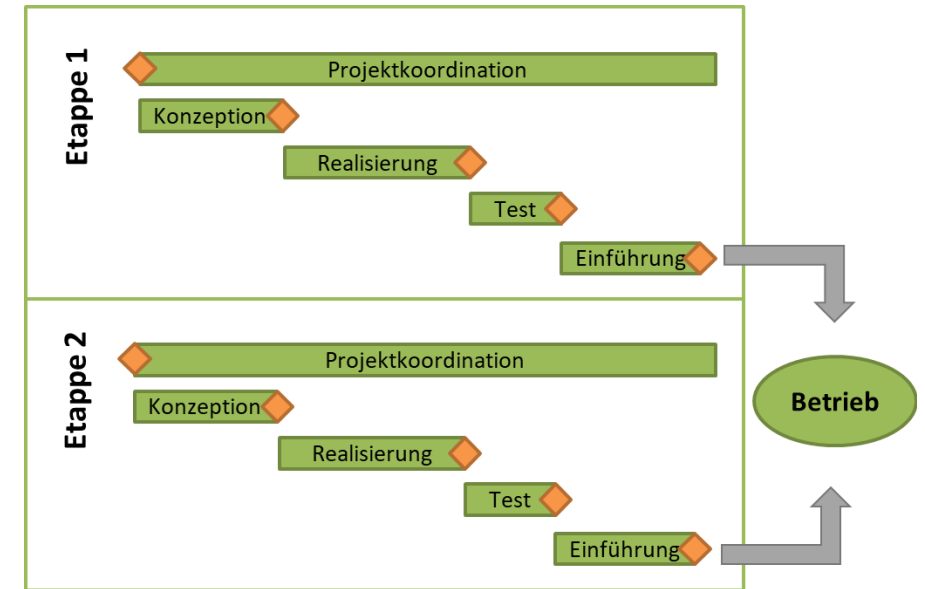 Etappe 1
Projektkoordination
Konzeption
Realisierung
Test
Einführung
Etappe 2
Projektkoordination
Konzeption
Realisierung
Test
Einführung
Betrieb